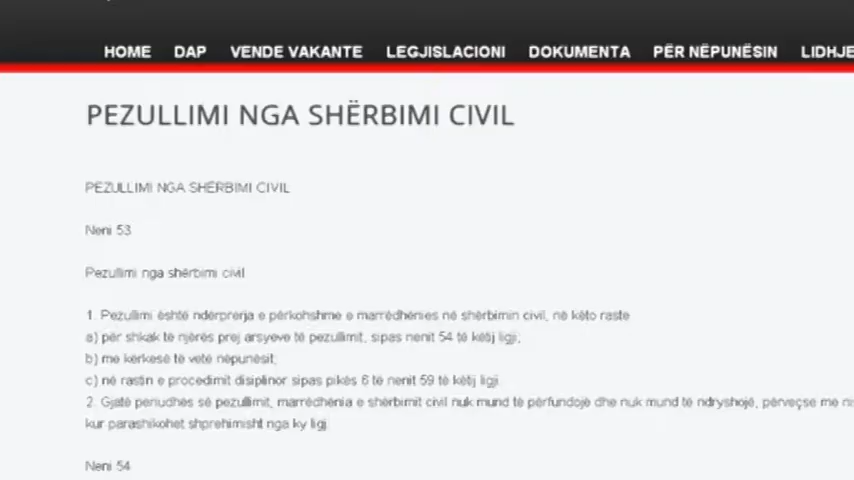 HOME DAP VENDE VAKANTE LEGJISLACIONI DOKUMENTA PËR NËPUNËSIN LIDHJE
PEZULLIMI NGA SHËRBIMI CIVIL
PEZULLIMI NGA SHËRBIMI CIVIL
Neni 53
Pezullimi nga shërbimi civil
1. Pezullimi është ndërprerja e përkohshme e marrëdhënies në shërbimin civil, në këto raste
a) për shkak të njërës prej arsyeve të pezullimit, sipas nenit 54 të këtij ligji;
b) me kërkesë të vetë nëpunësit;
c) në rastin e procedimit disiplinor sipas pikës 6 të nenit 59 të këtij ligji.
2. Gjatë periudhës së pezullimit, marrëdhënia e shërbimit civil nuk mund të përfundojë dhe nuk mund të ndryshojë, përveçse me
kur parashikohet shprehimisht nga ky ligj.
Neni 54